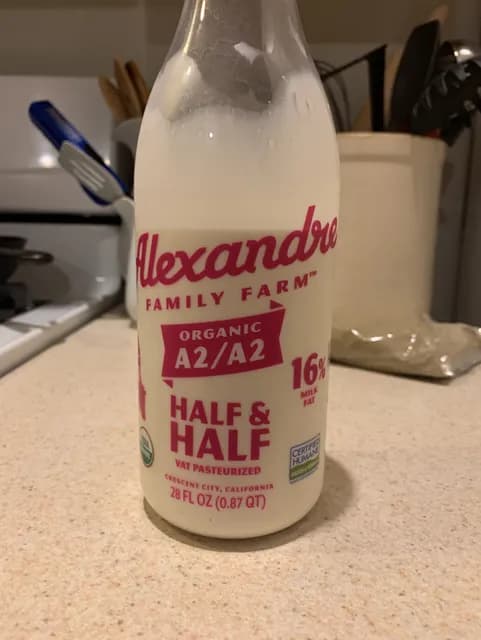 Alexandre
FAMILY FARM™
ORGANIC
A2/A2
16%
MILK
FAT
HALF &
HALF
VAT PASTEURIZED
CRESCENT CITY, CALIFORNIA
28 FL OZ (0.87 QT)
CERTIFIED
HUMANE